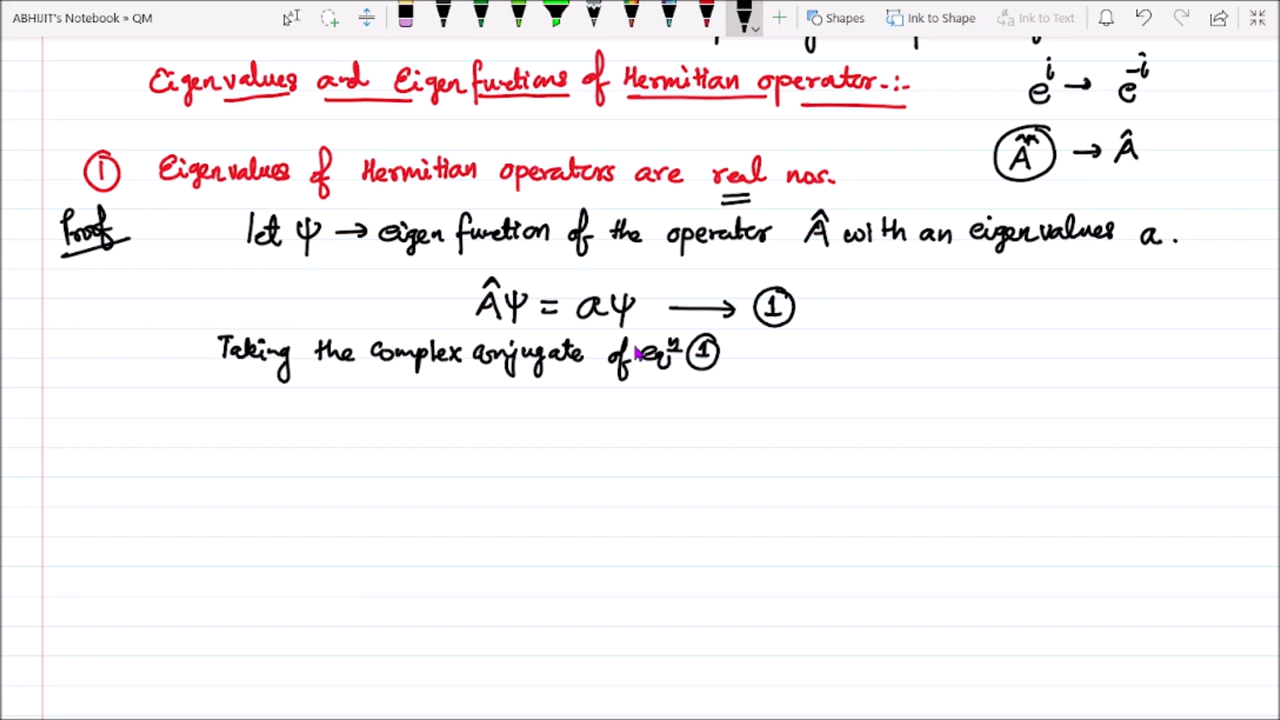 ABHIJIT's Notebook » QM
Shapes
Ink to Shape
Ink to Text
Eigenvalues and Eigen functions of Hermitian operator.:-
e^i → e^-i
① Eigenvalues of Hermitian operators are real nos.
Â^m → Â
Proof let ψ → eigen function of the operator Â with an eigenvalues a.
Âψ = aψ ⟶ ①
Taking the complex conjugate of eqⁿ ①